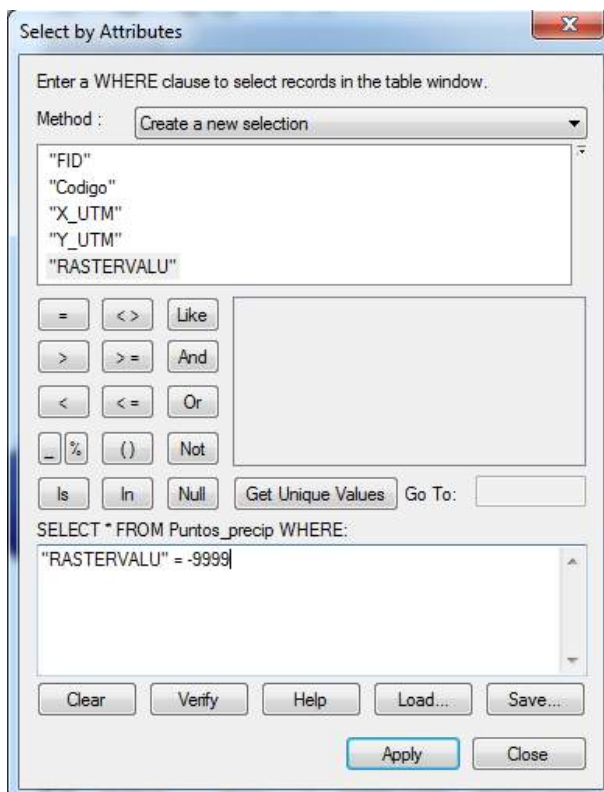 Select by Attributes
Enter a WHERE clause to select records in the table window.
Method : Create a new selection
"FID"
"Codigo"
"X_UTM"
"Y_UTM"
"RASTERVALU"
= < > Like
> > = And
< < = Or
_ % ( ) Not
Is In Null Get Unique Values Go To:
SELECT * FROM Puntos_precip WHERE:
"RASTERVALU" = -9999
Clear Verify Help Load... Save...
Apply Close